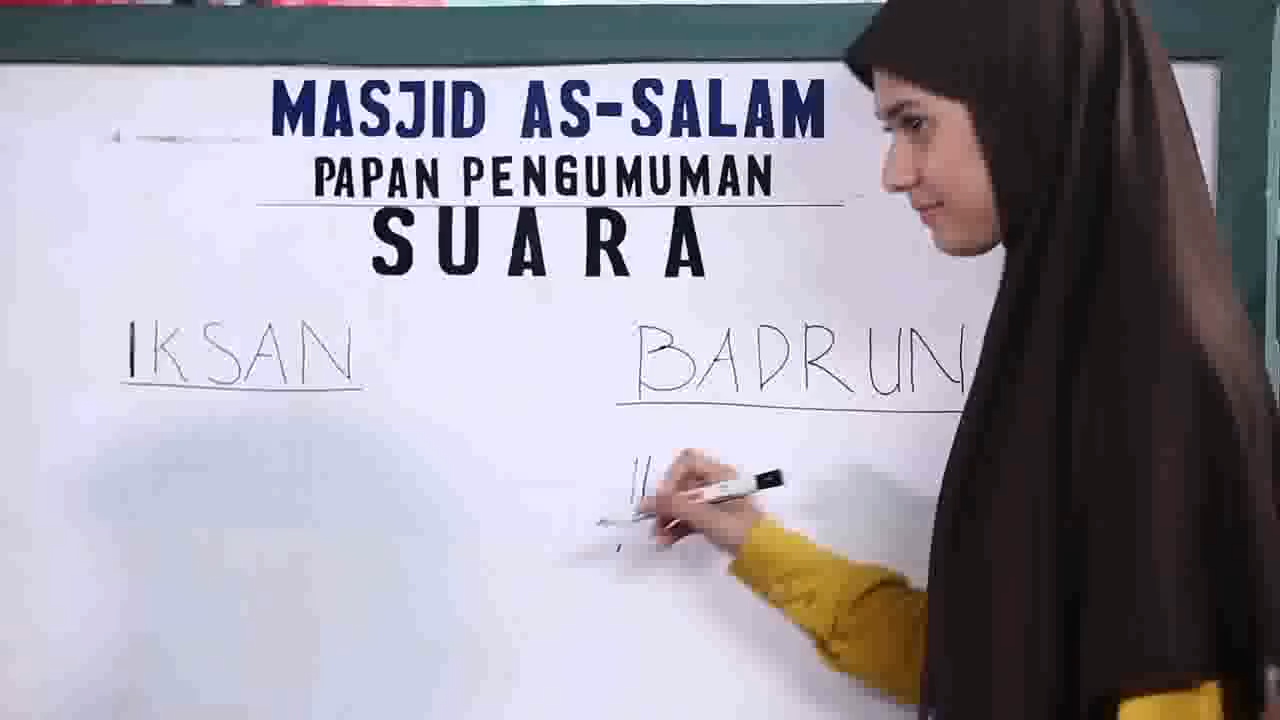 MASJID AS-SALAM
PAPAN PENGUMUMAN
SUARA
IKSAN
BADRUN